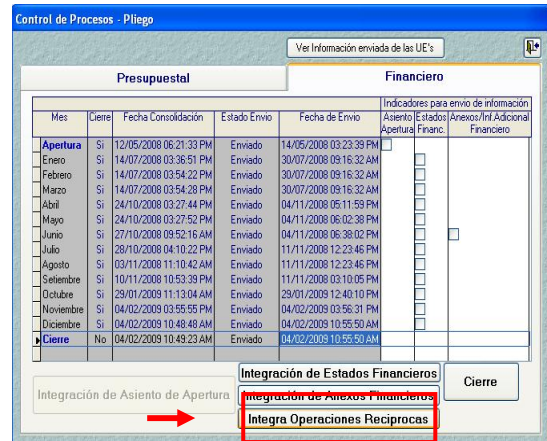 Control de Procesos - Pliego
Ver Información enviada de las UE's
Presupuestal Financiero
Indicadores para envio de información
Mes Cierre Fecha Consolidación Estado Envio Fecha de Envio Asiento Apertura Estados Financ. Anexos/Inf.Adicional Financiero
Apertura Si 12/05/2008 06:21:33 PM Enviado 14/05/2008 03:23:39 PM
Enero Si 14/07/2008 03:36:51 PM Enviado 30/07/2008 09:16:32 AM
Febrero Si 14/07/2008 03:54:22 PM Enviado 30/07/2008 09:16:32 AM
Marzo Si 14/07/2008 03:54:28 PM Enviado 30/07/2008 09:16:32 AM
Abril Si 24/10/2008 03:27:44 PM Enviado 04/11/2008 05:11:59 PM
Mayo Si 24/10/2008 03:27:52 PM Enviado 04/11/2008 06:02:38 PM
Junio Si 27/10/2008 09:52:16 AM Enviado 04/11/2008 06:38:02 PM
Julio Si 28/10/2008 04:10:22 PM Enviado 11/11/2008 12:23:46 PM
Agosto Si 03/11/2008 11:10:42 AM Enviado 11/11/2008 12:23:46 PM
Setiembre Si 10/11/2008 10:53:39 PM Enviado 11/11/2008 03:10:05 PM
Octubre Si 29/01/2009 11:13:04 AM Enviado 29/01/2009 12:40:10 PM
Noviembre Si 04/02/2009 03:55:55 PM Enviado 04/02/2009 03:56:31 PM
Diciembre Si 04/02/2009 10:48:48 AM Enviado 04/02/2009 10:55:50 AM
Cierre No 04/02/2009 10:49:23 AM Enviado 04/02/2009 10:55:50 AM
Integración de Asiento de Apertura
Integración de Estados Financieros
Integración de Anexos Financieros
Integra Operaciones Reciprocas
Cierre